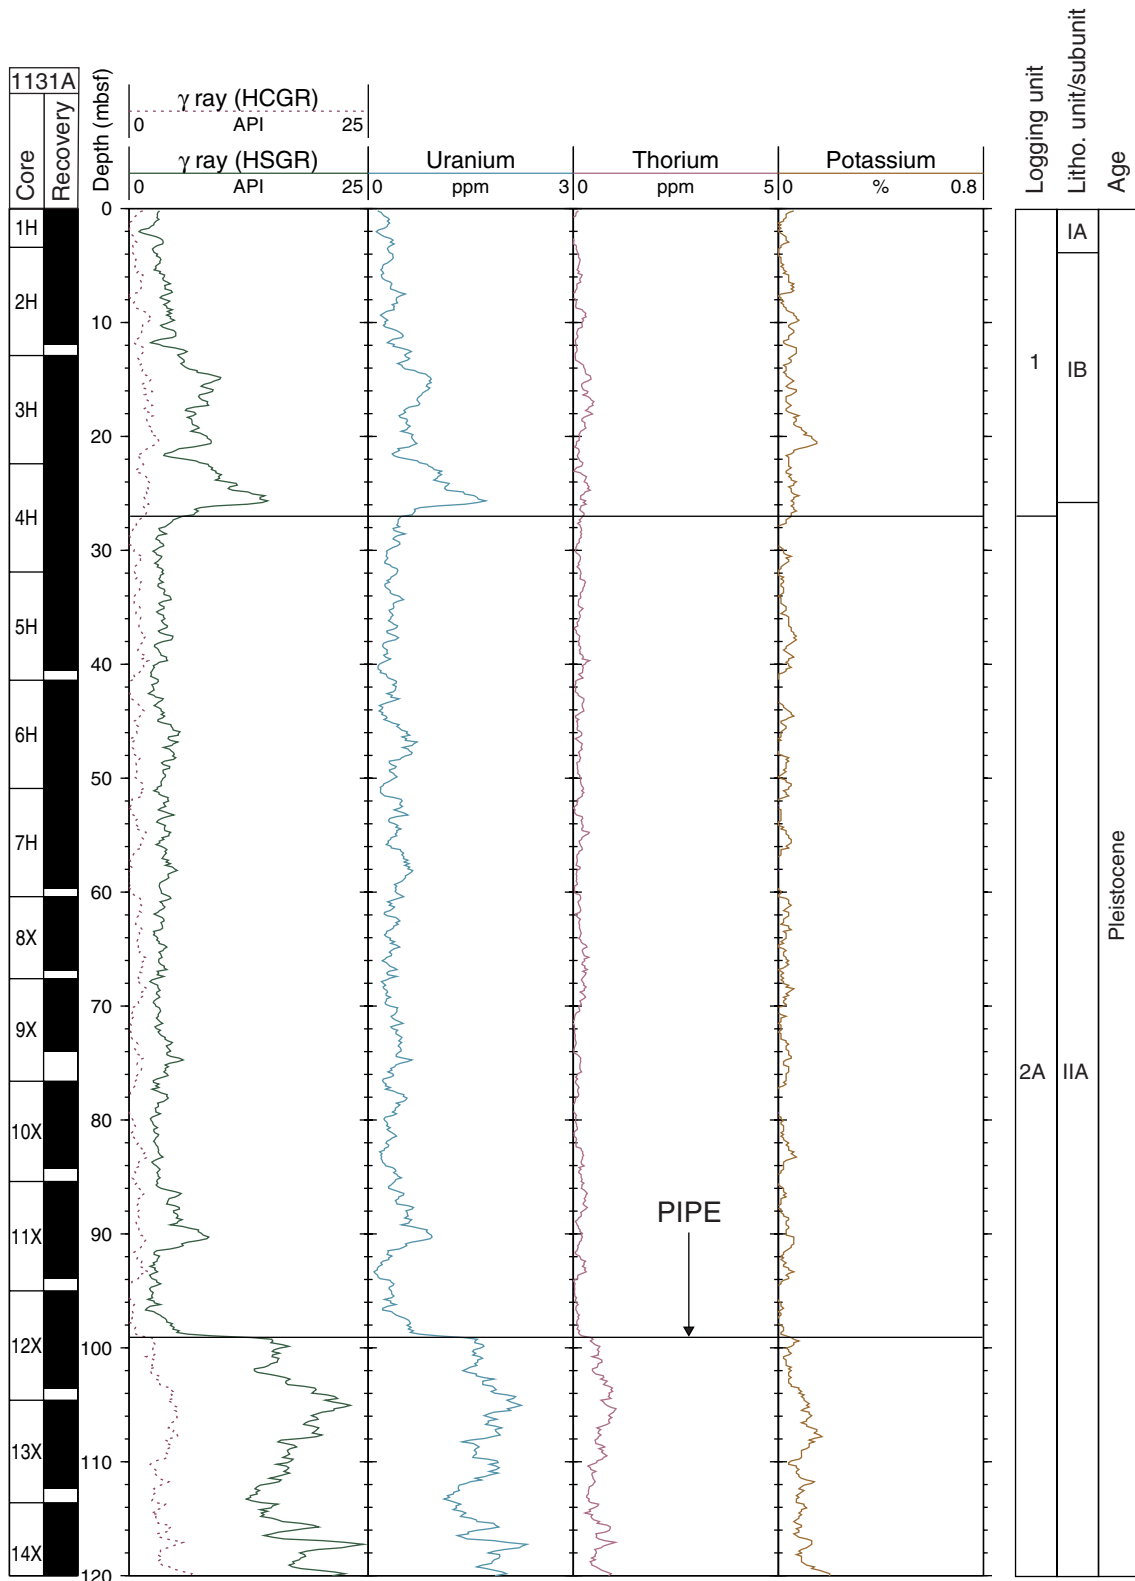 1131A
Core
Recovery
Depth (mbsf)
γ ray (HCGR)
0 API 25
γ ray (HSGR)
0 API 25
Uranium
0 ppm 3
Thorium
0 ppm 5
Potassium
0 % 0.8
Logging unit
Litho. unit/subunit
Age
0
10
20
30
40
50
60
70
80
90
100
110
120
1H
2H
3H
4H
5H
6H
7H
8X
9X
10X
11X
12X
13X
14X
PIPE
1
2A
IA
IB
IIA
Pleistocene